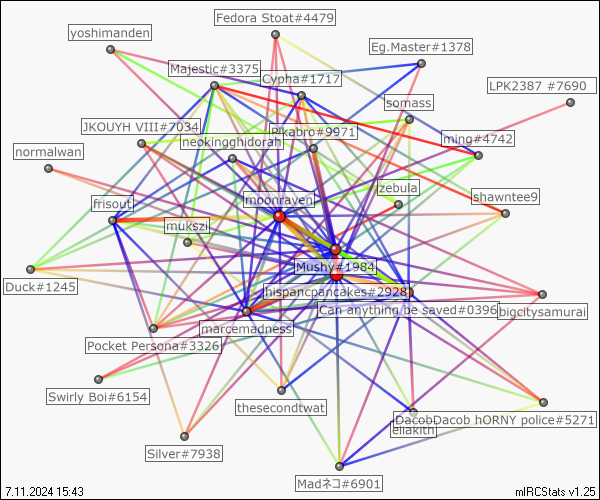 Fedora Stoat#4479
yoshimanden
Eg.Master#1378
Majestic#3375
Cypha#1717
LPK2387 #7690
somass
JKOUYH VIII#7034
Pikabro#9971
ming#4742
neokingghidorah
normalwan
zebula
moonraven
shawntee9
frisout
mukszii
Mushy#1984
Duck#1245
hispancpancakes#2928
Can anything be saved#0396
bigcitysamurai
marcemadness
Pocket Persona#3326
Swirly Boi#6154
thesecondtwat
DacobDacob hORNY police#5271
eliakith
Silver#7938
Madネコ#6901
7.11.2024 15:43
mIRCStats v1.25